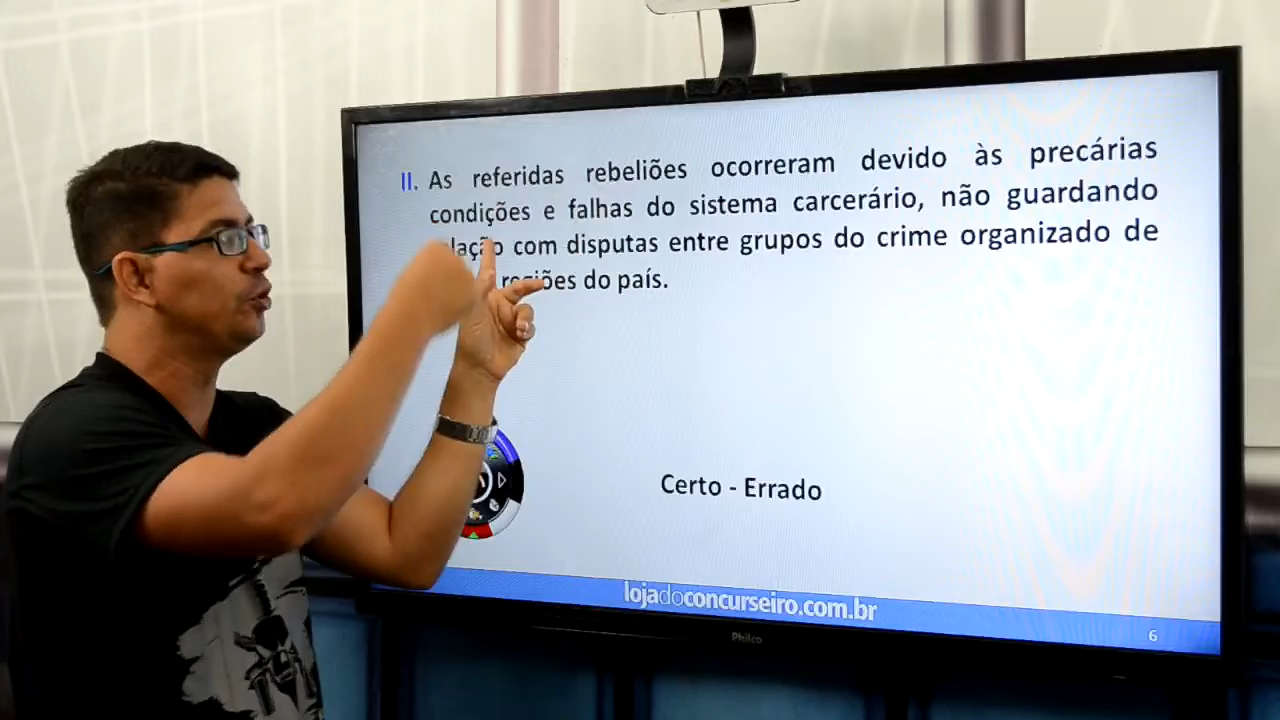 II. As referidas rebeliões ocorreram devido às precárias
condições e falhas do sistema carcerário, não guardando
com disputas entre grupos do crime organizado de
regiões do país.
Certo - Errado
lojadoconcurseiro.com.br
Philco
6